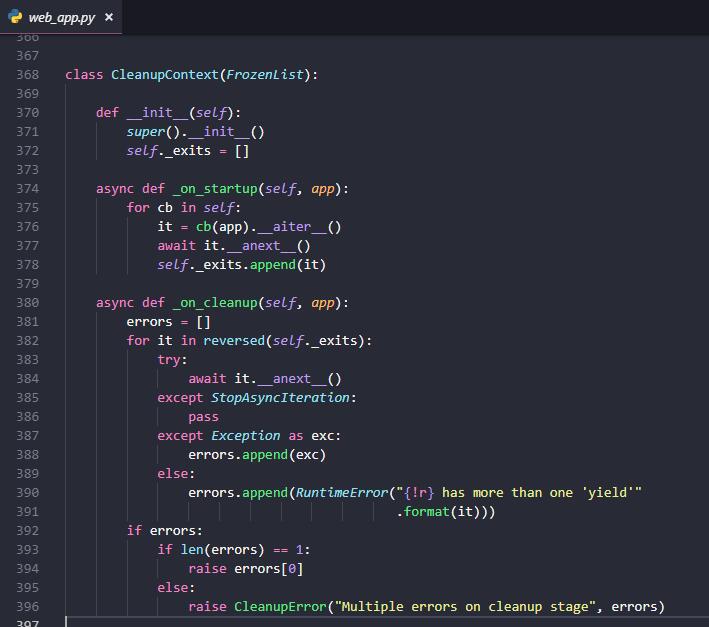 web_app.py ×
366
367
368 class CleanupContext(FrozenList):
369
370     def __init__(self):
371         super().__init__()
372         self._exits = []
373
374     async def _on_startup(self, app):
375         for cb in self:
376             it = cb(app).__aiter__()
377             await it.__anext__()
378             self._exits.append(it)
379
380     async def _on_cleanup(self, app):
381         errors = []
382         for it in reversed(self._exits):
383             try:
384                 await it.__anext__()
385             except StopAsyncIteration:
386                 pass
387             except Exception as exc:
388                 errors.append(exc)
389             else:
390                 errors.append(RuntimeError("{!r} has more than one 'yield'"
391                                            .format(it)))
392         if errors:
393             if len(errors) == 1:
394                 raise errors[0]
395             else:
396                 raise CleanupError("Multiple errors on cleanup stage", errors)
397